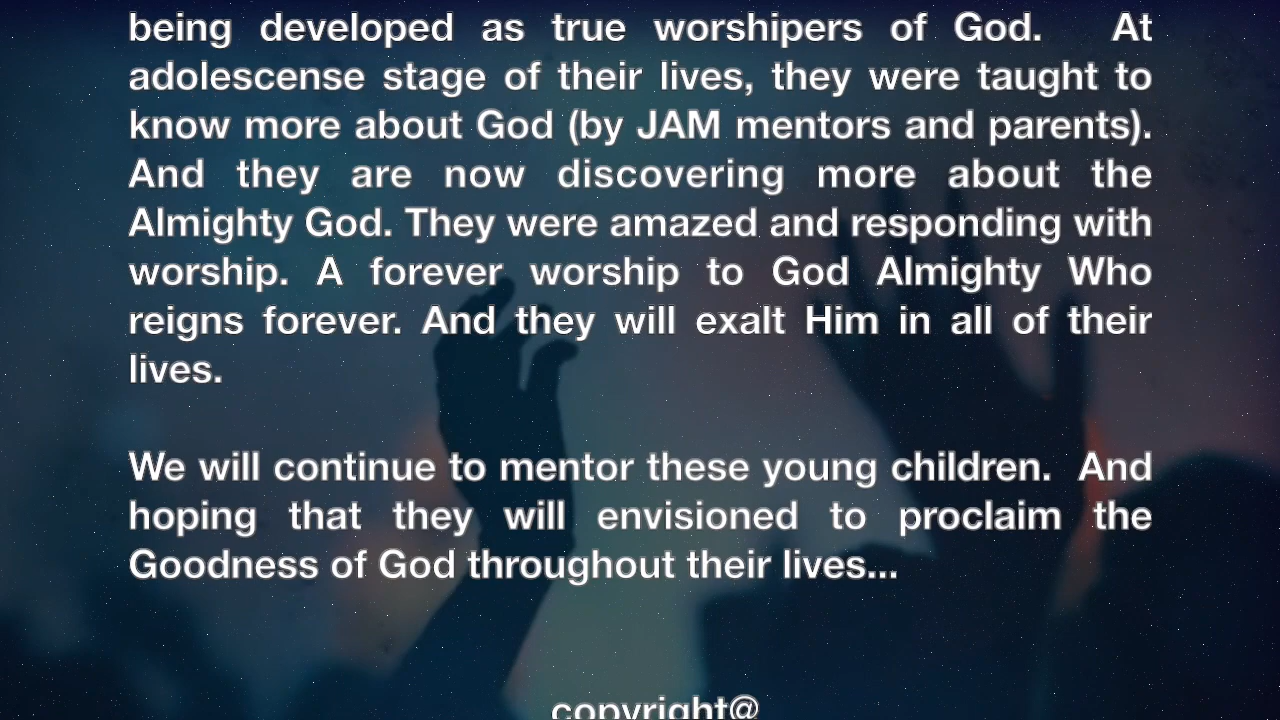 being developed as true worshipers of God. At
adolescense stage of their lives, they were taught to
know more about God (by JAM mentors and parents).
And they are now discovering more about the
Almighty God. They were amazed and responding with
worship. A forever worship to God Almighty Who
reigns forever. And they will exalt Him in all of their
lives.
We will continue to mentor these young children. And
hoping that they will envisioned to proclaim the
Goodness of God throughout their lives...
copyright@